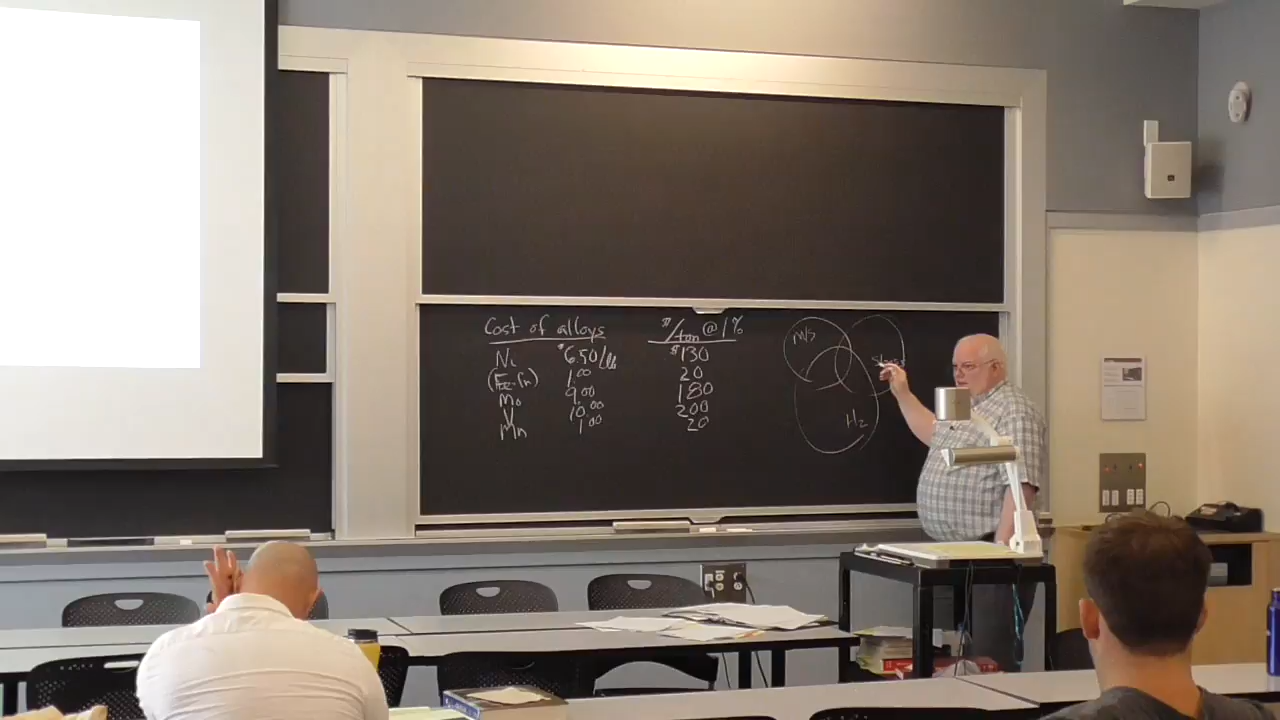 Cost of alloys $/ton @ 1%
Ni $6.50/lb $130
(Fe-Cr) 1.00 20
Mo 9.00 180
V 10.00 200
Mn 1.00 20
M/S
Stress
H2